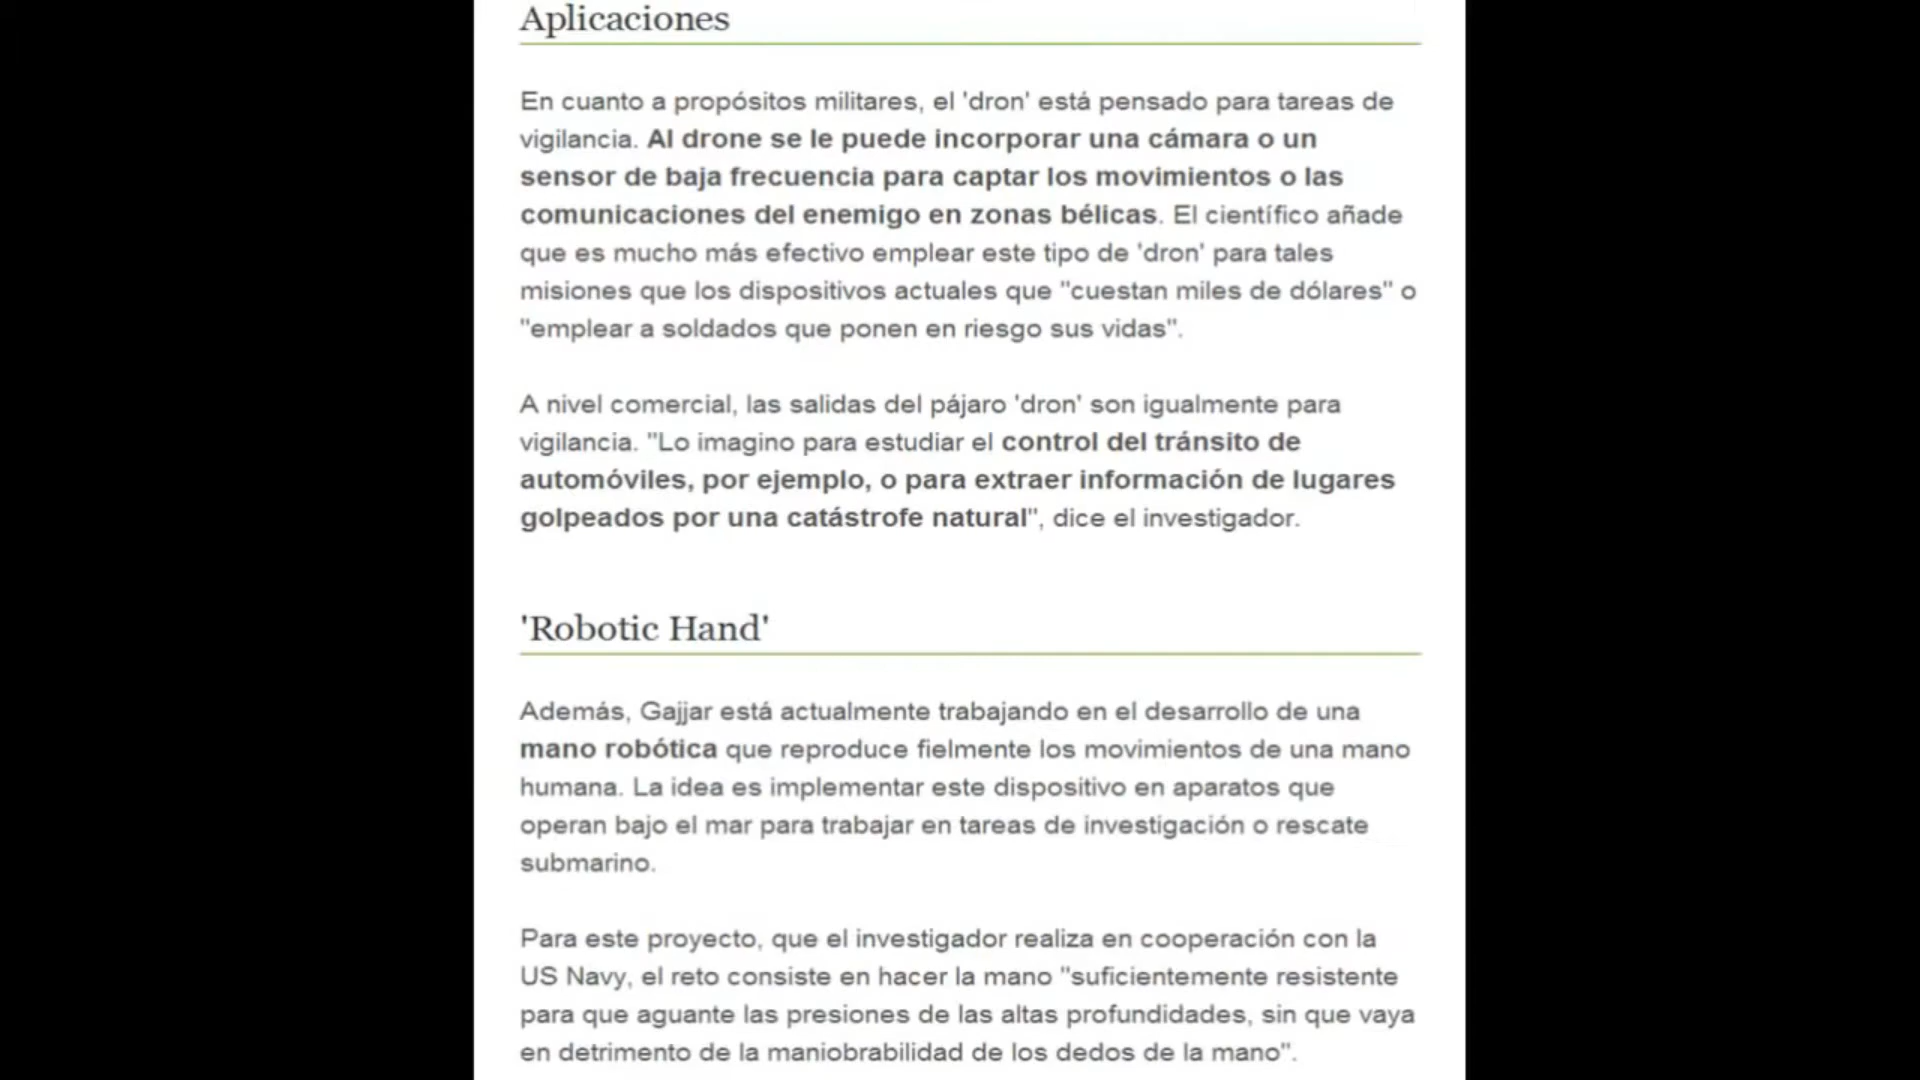 Aplicaciones
En cuanto a propósitos militares, el 'dron' está pensado para tareas de
vigilancia. Al drone se le puede incorporar una cámara o un
sensor de baja frecuencia para captar los movimientos o las
comunicaciones del enemigo en zonas bélicas. El científico añade
que es mucho más efectivo emplear este tipo de 'dron' para tales
misiones que los dispositivos actuales que "cuestan miles de dólares" o
"emplear a soldados que ponen en riesgo sus vidas".
A nivel comercial, las salidas del pájaro 'dron' son igualmente para
vigilancia. "Lo imagino para estudiar el control del tránsito de
automóviles, por ejemplo, o para extraer información de lugares
golpeados por una catástrofe natural", dice el investigador.
'Robotic Hand'
Además, Gajjar está actualmente trabajando en el desarrollo de una
mano robótica que reproduce fielmente los movimientos de una mano
humana. La idea es implementar este dispositivo en aparatos que
operan bajo el mar para trabajar en tareas de investigación o rescate
submarino.
Para este proyecto, que el investigador realiza en cooperación con la
US Navy, el reto consiste en hacer la mano "suficientemente resistente
para que aguante las presiones de las altas profundidades, sin que vaya
en detrimento de la maniobrabilidad de los dedos de la mano".